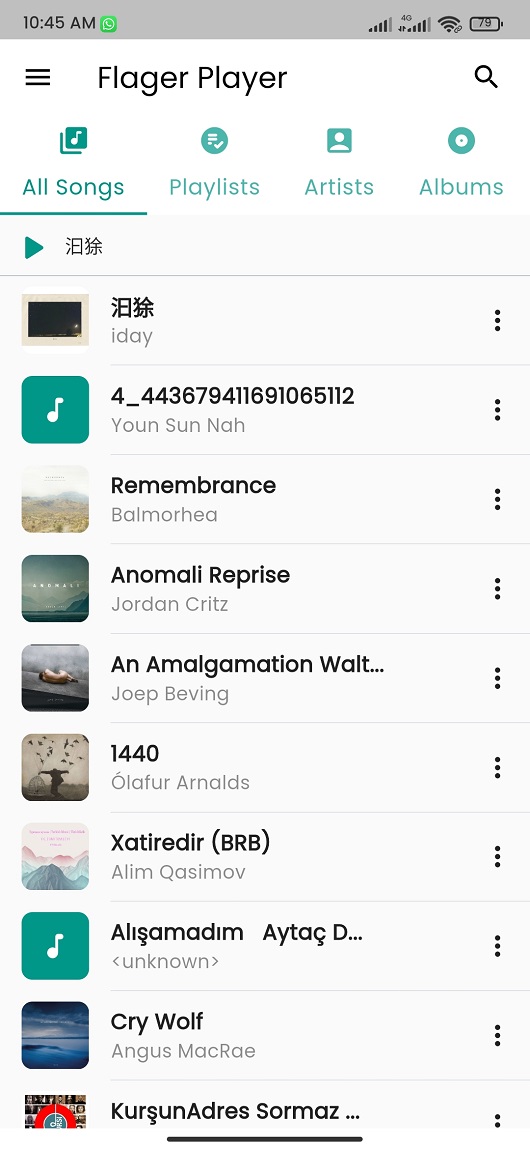 10:45 AM
4G
79
Flager Player
All Songs
Playlists
Artists
Albums
汩狳
汩狳
iday
4_443679411691065112
Youn Sun Nah
Remembrance
Balmorhea
Anomali Reprise
Jordan Critz
An Amalgamation Walt...
Joep Beving
1440
Ólafur Arnalds
Xatiredir (BRB)
Alim Qasimov
Alışamadım Aytaç D...
<unknown>
Cry Wolf
Angus MacRae
KurşunAdres Sormaz ...